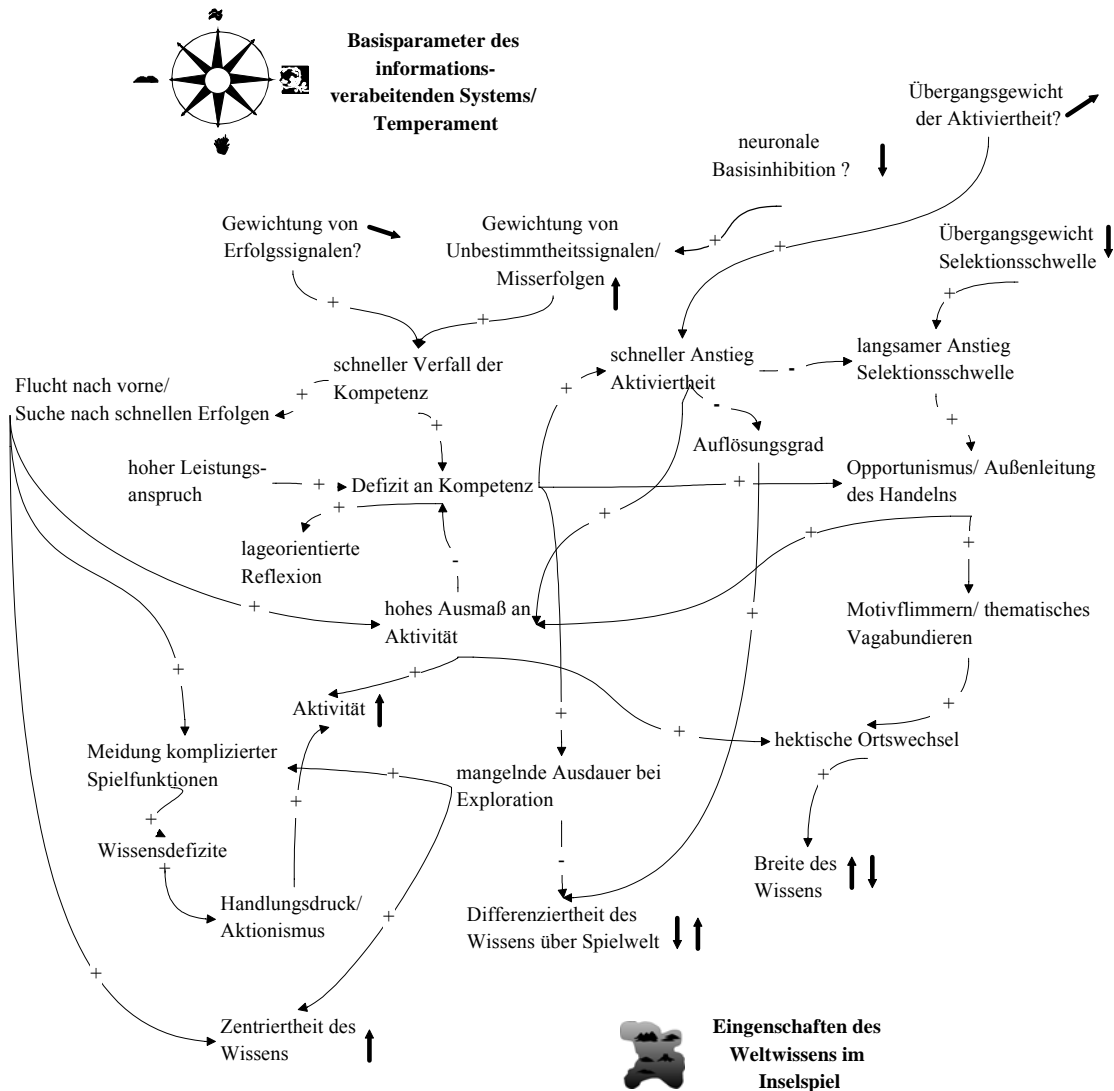 Basisparameter des
informations-
verabeitenden Systems/
Temperament
Übergangsgewicht
der Aktiviertheit?
neuronale
Basisinhibition ?
Gewichtung von
Erfolgssignalen?
Gewichtung von
Unbestimmtheitssignalen/
Misserfolgen
Übergangsgewicht
Selektionsschwelle
+
+
+
+
+
schneller Verfall der
Kompetenz
schneller Anstieg
Aktiviertheit
-
langsamer Anstieg
Selektionsschwelle
Flucht nach vorne/
Suche nach schnellen Erfolgen
+
+
+
-
+
Auflösungsgrad
hoher Leistungs-
anspruch
+
Defizit an Kompetenz
+
Opportunismus/ Außenleitung
des Handelns
+
+
+
+
lageorientierte
Reflexion
-
+
hohes Ausmaß an
Aktivität
+
Motivflimmern/ thematisches
Vagabundieren
+
+
Aktivität
+
+
+
hektische Ortswechsel
Meidung komplizierter
Spielfunktionen
+
mangelnde Ausdauer bei
Exploration
+
+
+
Wissensdefizite
+
-
Breite des
Wissens
Handlungsdruck/
Aktionismus
+
Differenziertheit des
Wissens über Spielwelt
+
Zentriertheit des
Wissens
Eingenschaften des
Weltwissens im
Inselspiel